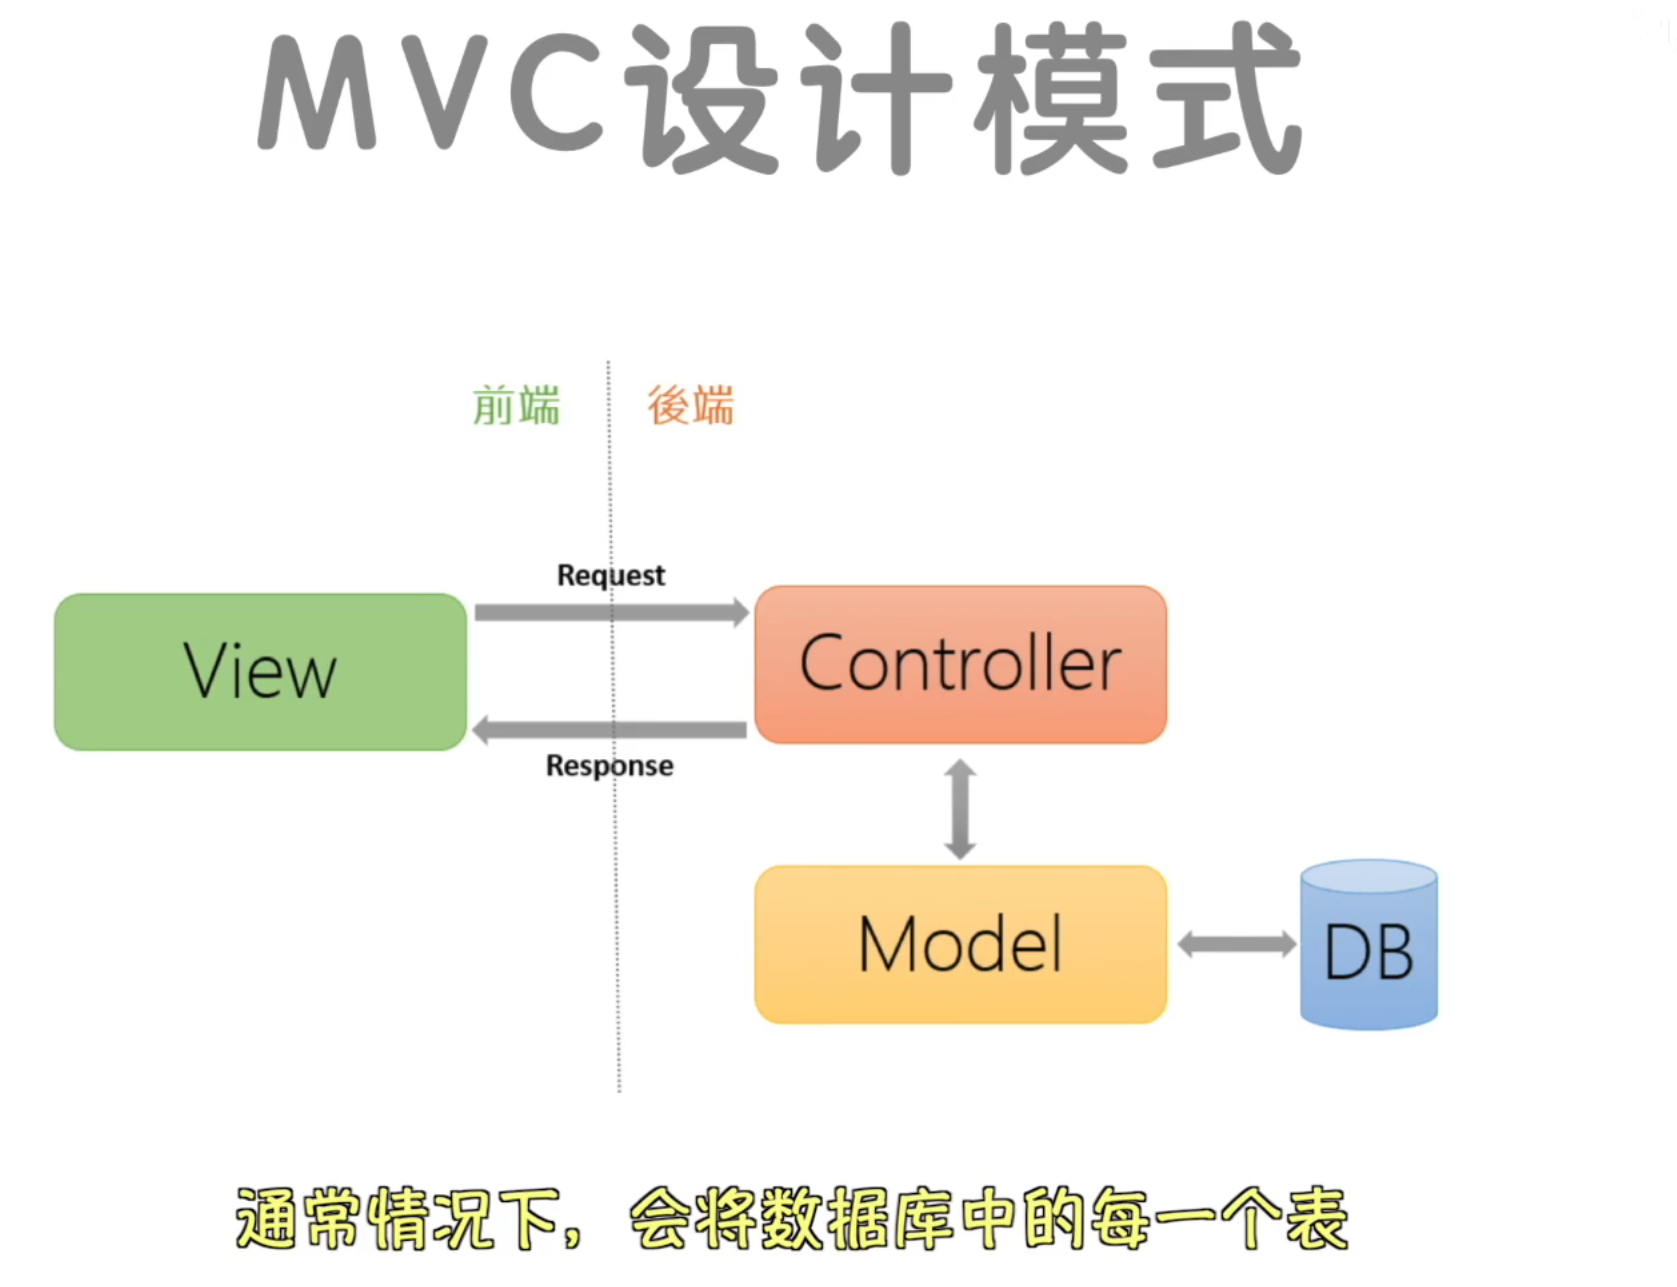 MVC设计模式
前端
後端
Request
View
Controller
Response
Model
DB
通常情况下，会将数据库中的每一个表